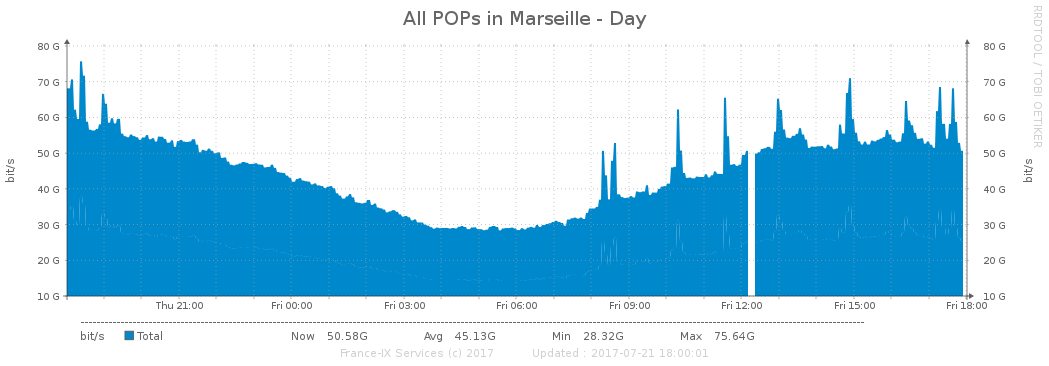 All POPs in Marseille - Day
RRDTOOL / TOBI OETIKER
bit/s
80 G 80 G
70 G 70 G
60 G 60 G
50 G 50 G
40 G 40 G
30 G 30 G
20 G 20 G
10 G 10 G
bit/s
Thu 21:00 Fri 00:00 Fri 03:00 Fri 06:00 Fri 09:00 Fri 12:00 Fri 15:00 Fri 18:00
bit/s Total Now 50.58G Avg 45.13G Min 28.32G Max 75.64G
France-IX Services (c) 2017 Updated : 2017-07-21 18:00:01